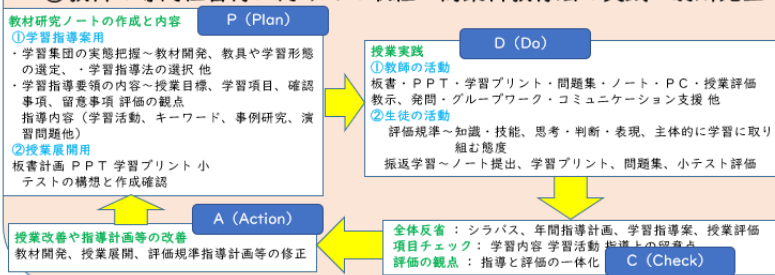 P（Plan）
教材研究ノートの作成と内容
①学習指導案用
・学習集団の実態把握～教材開発、教具や学習形態
の選定、・学習指導法の選択 他
・学習指導要領の内容～授業目標、学習項目、確認
事項、留意事項 評価の観点
指導内容（学習活動、キーワード、事例研究、演
習問題他）
②授業展開用
板書計画 ＰＰＴ 学習プリント 小
テストの構想と作成確認
D（Do）
授業実践
①教師の活動
板書・ＰＰＴ・学習プリント・問題集・ノート・ＰＣ・授業評価
教示、発問・グループワーク・コミュニケーション支援 他
②生徒の活動
評価規準～知識・技能、思考・判断・表現、主体的に学習に取り
組む態度
振返学習～ノート提出、学習プリント、問題集、小テスト評価
A（Action）
授業改善や指導計画等の改善
教材開発、授業展開、評価規準指導計画等の修正
全体反省 ： シラバス、年間指導計画、学習指導案、授業評価
項目チェック： 学習内容 学習活動 指導上の留意点
評価の観点 ： 指導と評価の一体化
C（Check）